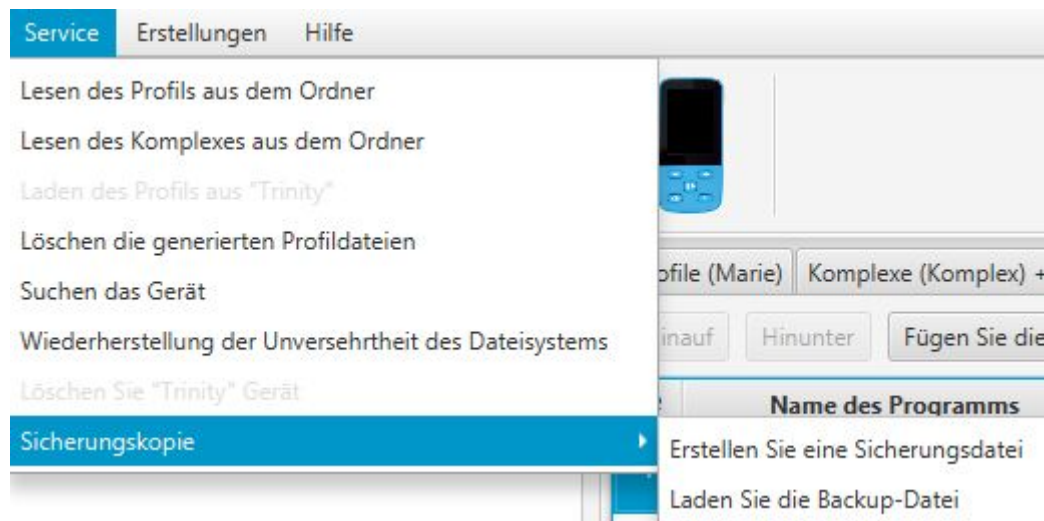 Service Erstellungen Hilfe
Lesen des Profils aus dem Ordner
Lesen des Komplexes aus dem Ordner
Laden des Profils aus "Trinity"
Löschen die generierten Profildateien
Suchen das Gerät
Wiederherstellung der Unversehrtheit des Dateisystems
Löschen Sie "Trinity" Gerät
Sicherungskopie
ofile (Marie) Komplexe (Komplex) +
inauf Hinunter Fügen Sie die
Name des Programms
Erstellen Sie eine Sicherungsdatei
Laden Sie die Backup-Datei